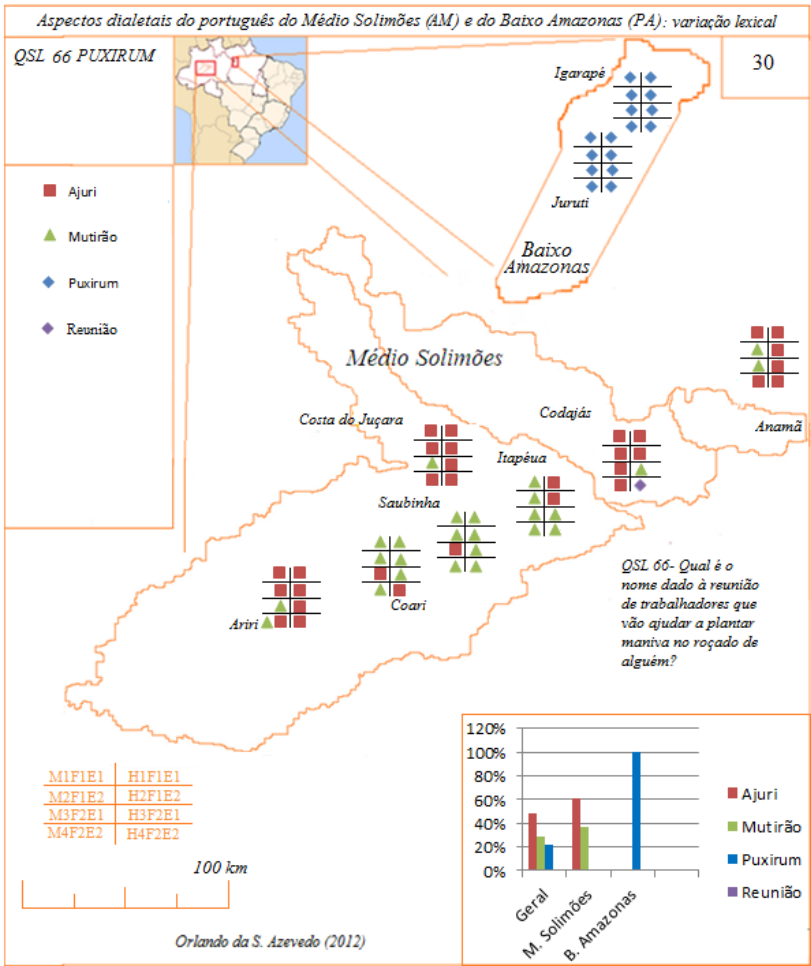 Aspectos dialetais do português do Médio Solimões (AM) e do Baixo Amazonas (PA): variação lexical
QSL 66 PUXIRUM
30
Igarapé
Juruti
Baixo
Amazonas
Ajuri
Mutirão
Puxirum
Reunião
Médio Solimões
Costa do Juçara
Codajás
Anamã
Itapéua
Saubinha
Coari
Ariri
QSL 66- Qual é o
nome dado à reunião
de trabalhadores que
vão ajudar a plantar
maniva no roçado de
alguém?
M1F1E1 H1F1E1
M2F1E2 H2F1E2
M3F2E1 H3F2E1
M4F2E2 H4F2E2
100 km
Orlando da S. Azevedo (2012)
120%
100%
80%
60%
40%
20%
0%
Geral
M. Solimões
B. Amazonas
Ajuri
Mutirão
Puxirum
Reunião